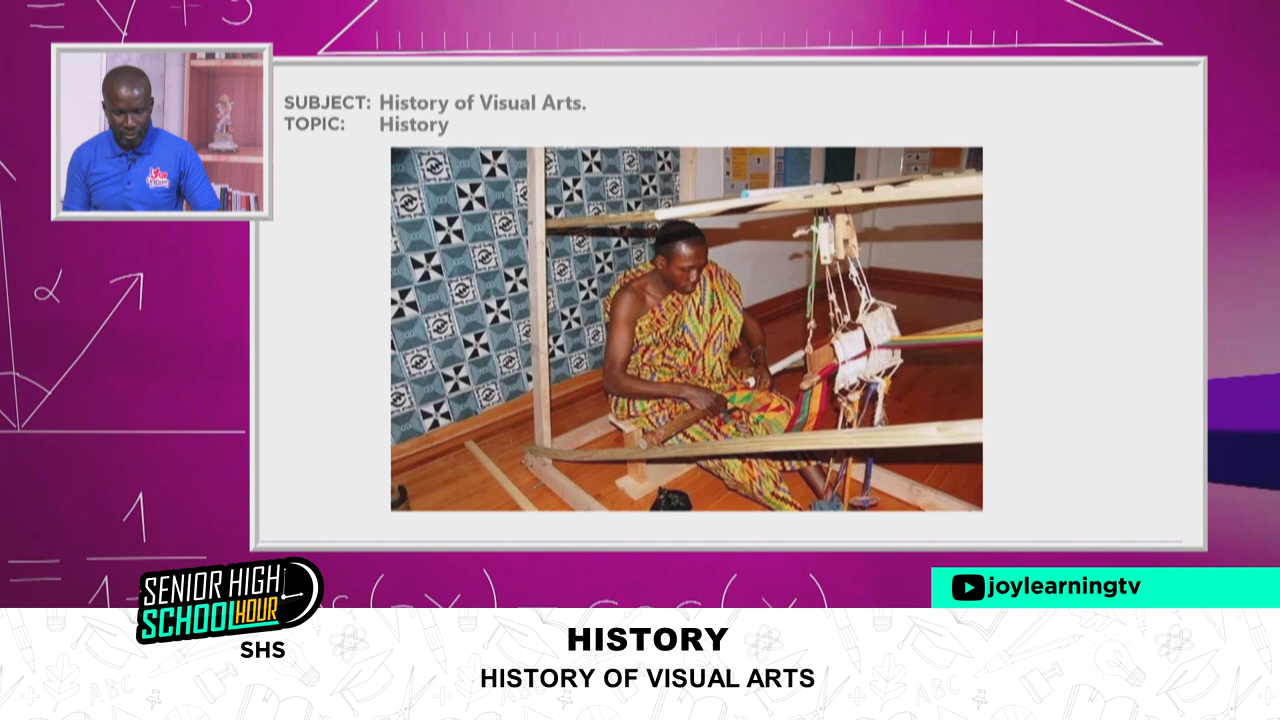 SUBJECT: History of Visual Arts.
TOPIC: History
SENIOR HIGH
SCHOOL HOUR
SHS
joylearningtv
HISTORY
HISTORY OF VISUAL ARTS